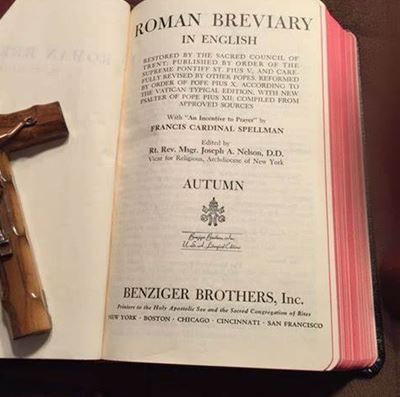 ROMAN BREVIARY
IN ENGLISH
RESTORED BY THE SACRED COUNCIL OF
TRENT; PUBLISHED BY ORDER OF THE
SUPREME PONTIFF ST. PIUS V, AND CARE-
FULLY REVISED BY OTHER POPES. REFORMED
BY ORDER OF POPE PIUS X. ACCORDING TO
THE VATICAN TYPICAL EDITION, WITH NEW
PSALTER OF POPE PIUS XII, COMPILED FROM
APPROVED SOURCES
With "An Incentive to Prayer" by
FRANCIS CARDINAL SPELLMAN
Edited by
Rt. Rev. Msgr. Joseph A. Nelson, D.D.
Vicar for Religious, Archdiocese of New York
AUTUMN
BENZIGER BROTHERS, Inc.
Printers to the Holy Apostolic See and the Sacred Congregation of Rites
NEW YORK · BOSTON · CHICAGO · CINCINNATI · SAN FRANCISCO